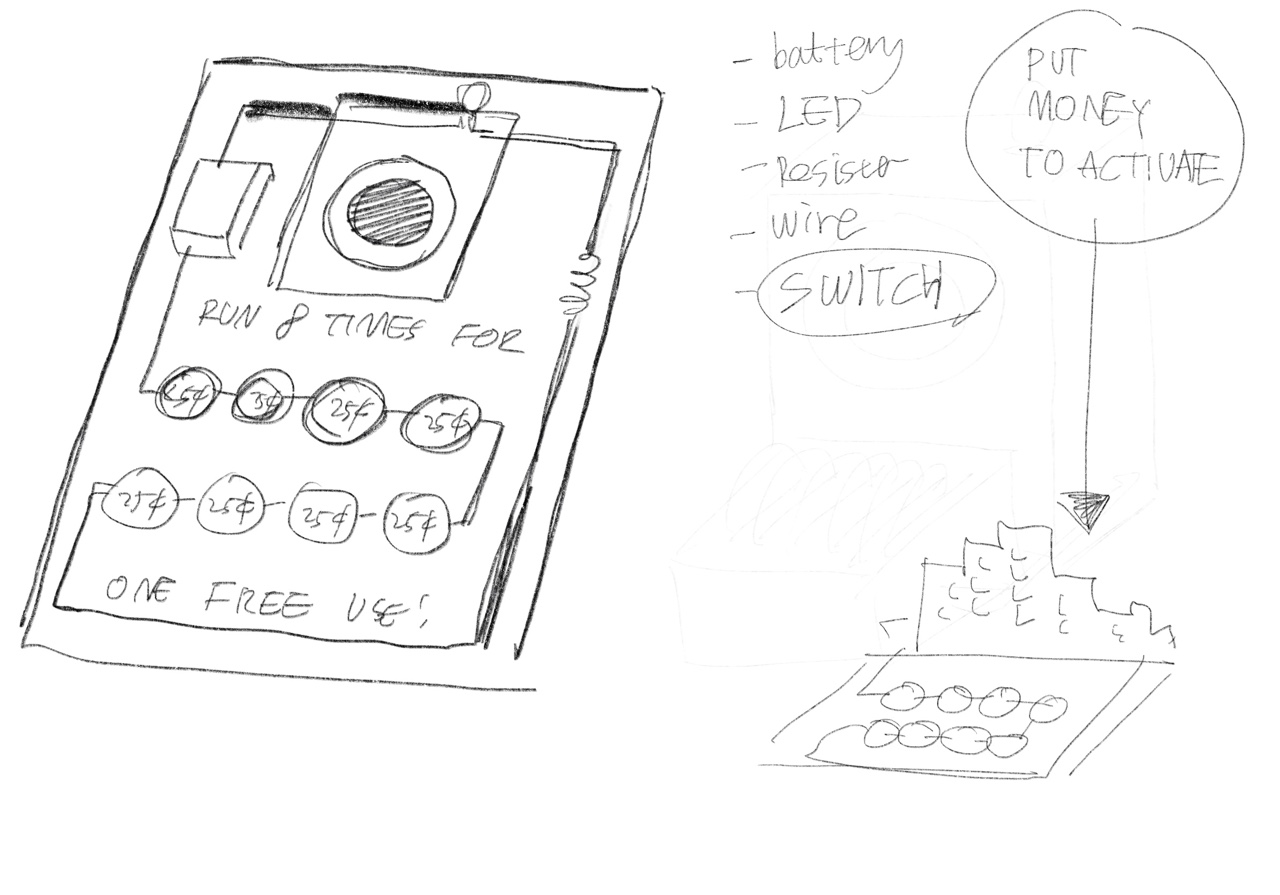 RUN 8 TIMES FOR
25¢ 25¢ 25¢ 25¢
25¢ 25¢ 25¢ 25¢
ONE FREE USE!
- battery
- LED
- resister
- wire
- SWITCH
PUT
MONEY
TO ACTIVATE